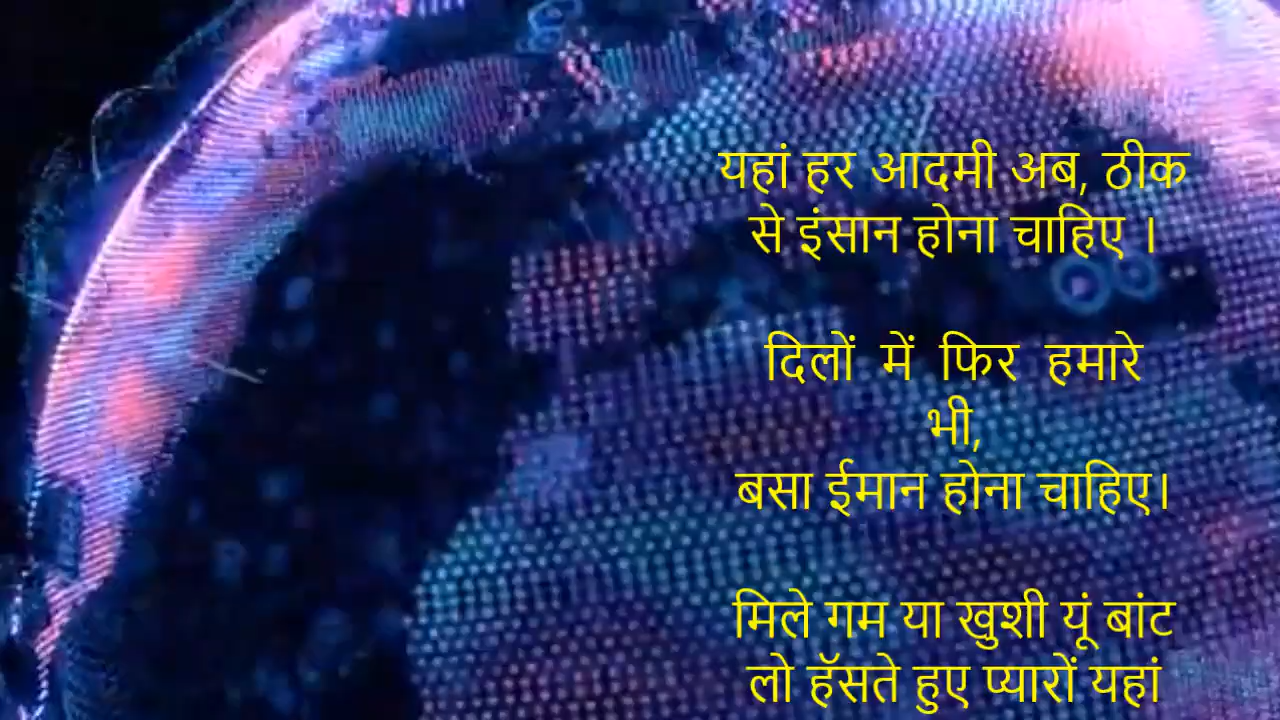 यहां हर आदमी अब, ठीक
से इंसान होना चाहिए ।
दिलों में फिर हमारे
भी,
बसा ईमान होना चाहिए।
मिले गम या खुशी यूं बांट
लो हॅसते हुए प्यारों यहां